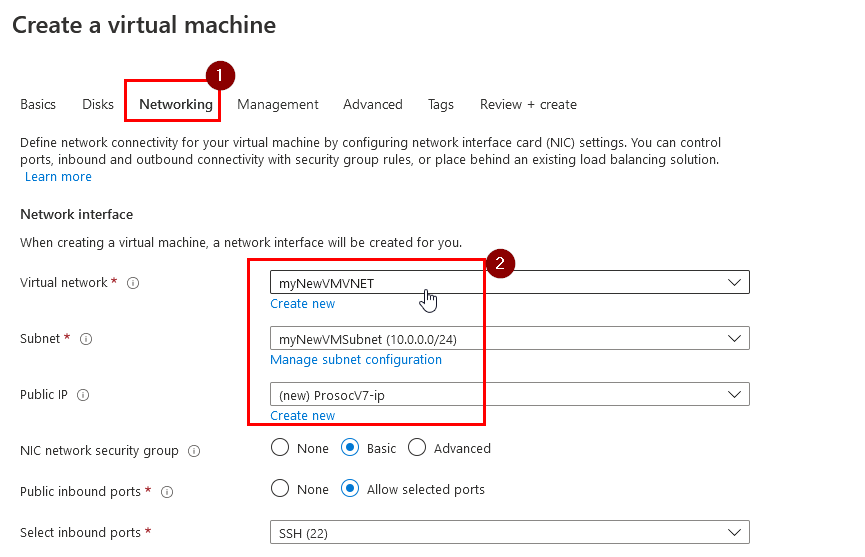 Create a virtual machine
1
Basics Disks Networking Management Advanced Tags Review + create
Define network connectivity for your virtual machine by configuring network interface card (NIC) settings. You can control
ports, inbound and outbound connectivity with security group rules, or place behind an existing load balancing solution.
Learn more
Network interface
When creating a virtual machine, a network interface will be created for you.
2
Virtual network * myNewVMVNET
Create new
Subnet * myNewVMSubnet (10.0.0.0/24)
Manage subnet configuration
Public IP (new) ProsocV7-ip
Create new
NIC network security group None Basic Advanced
Public inbound ports * None Allow selected ports
Select inbound ports * SSH (22)